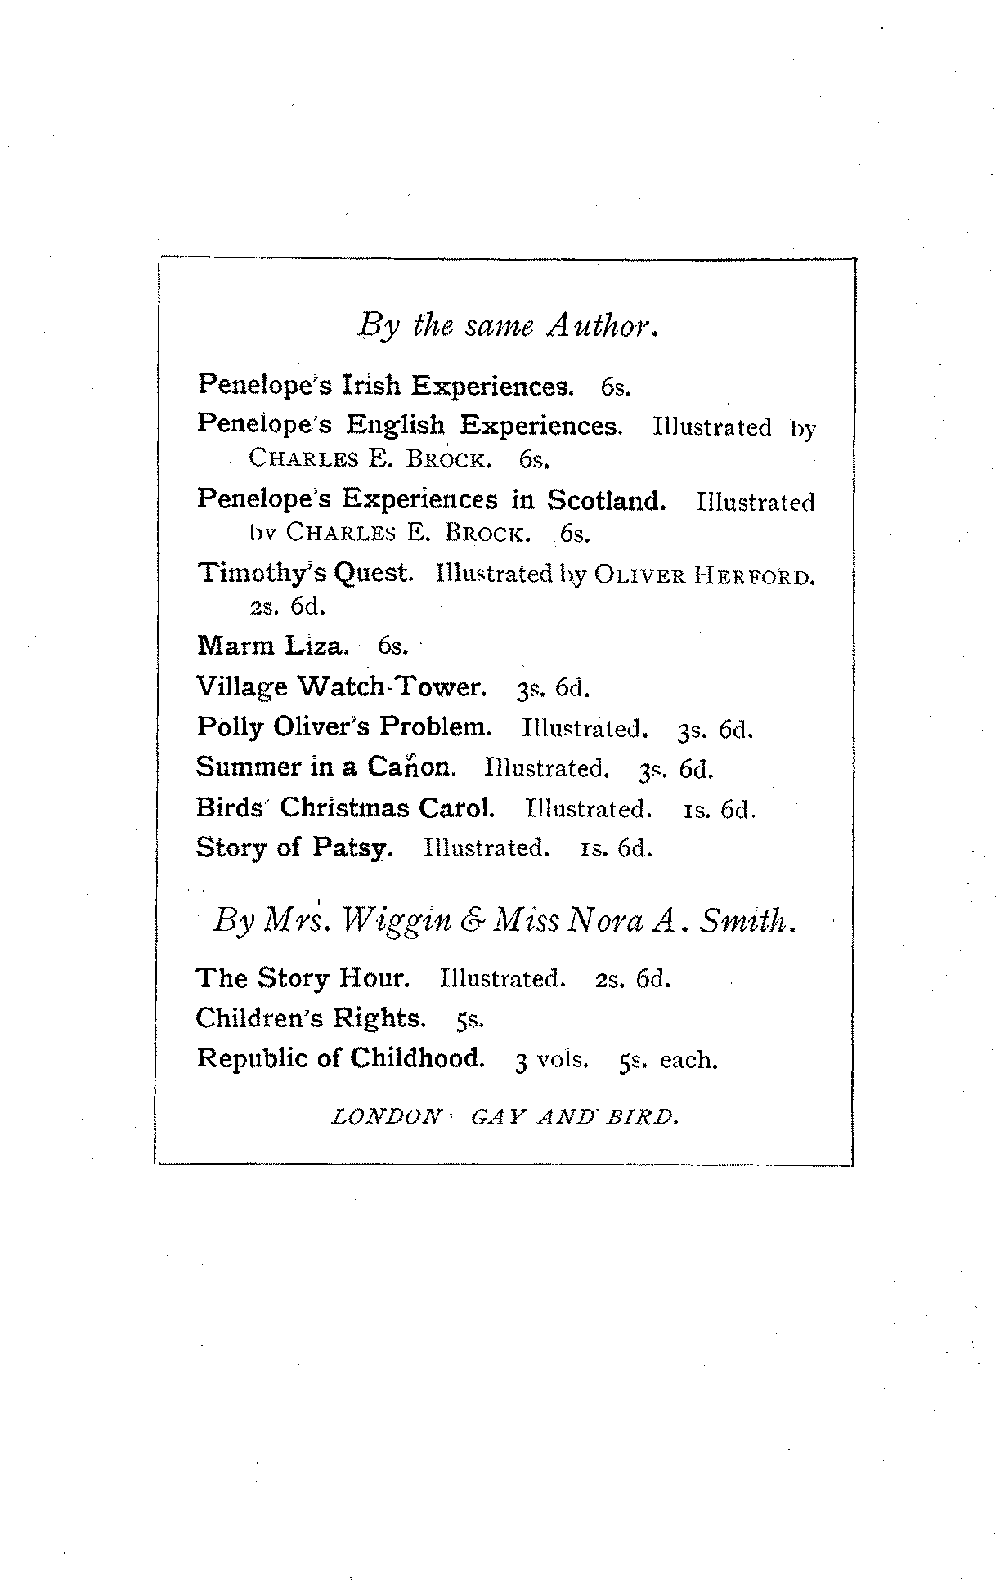 By the same Author.
Penelope's Irish Experiences. 6s.
Penelope's English Experiences. Illustrated by
CHARLES E. BROCK. 6s.
Penelope's Experiences in Scotland. Illustrated
by CHARLES E. BROCK. 6s.
Timothy's Quest. Illustrated by OLIVER HERFORD.
2s. 6d.
Marm Liza. 6s.
Village Watch-Tower. 3s. 6d.
Polly Oliver's Problem. Illustrated. 3s. 6d.
Summer in a Cañon. Illustrated. 3s. 6d.
Birds' Christmas Carol. Illustrated. 1s. 6d.
Story of Patsy. Illustrated. 1s. 6d.
By Mrs. Wiggin & Miss Nora A. Smith.
The Story Hour. Illustrated. 2s. 6d.
Children's Rights. 5s.
Republic of Childhood. 3 vols. 5s. each.
LONDON: GAY AND BIRD.